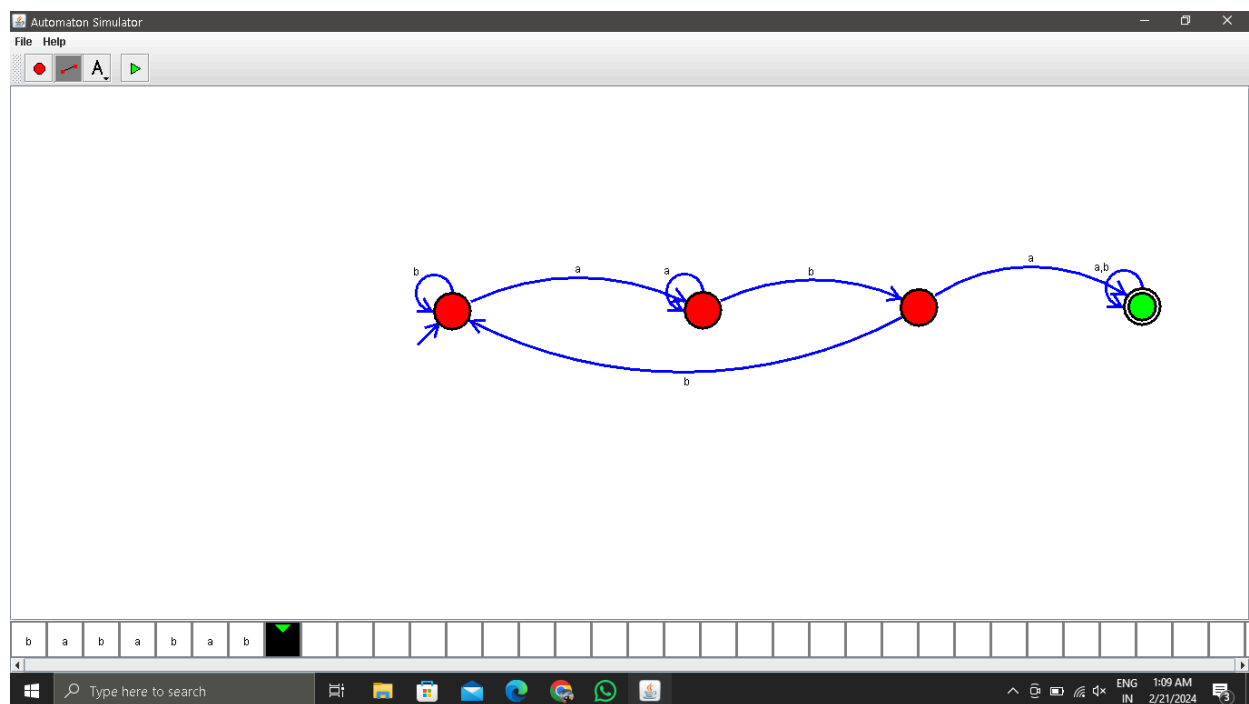 Automaton Simulator
File Help
A
a
b a a,b
a b
b
b a b a b a b
Type here to search
ENG 1:09 AM
IN 2/21/2024
3